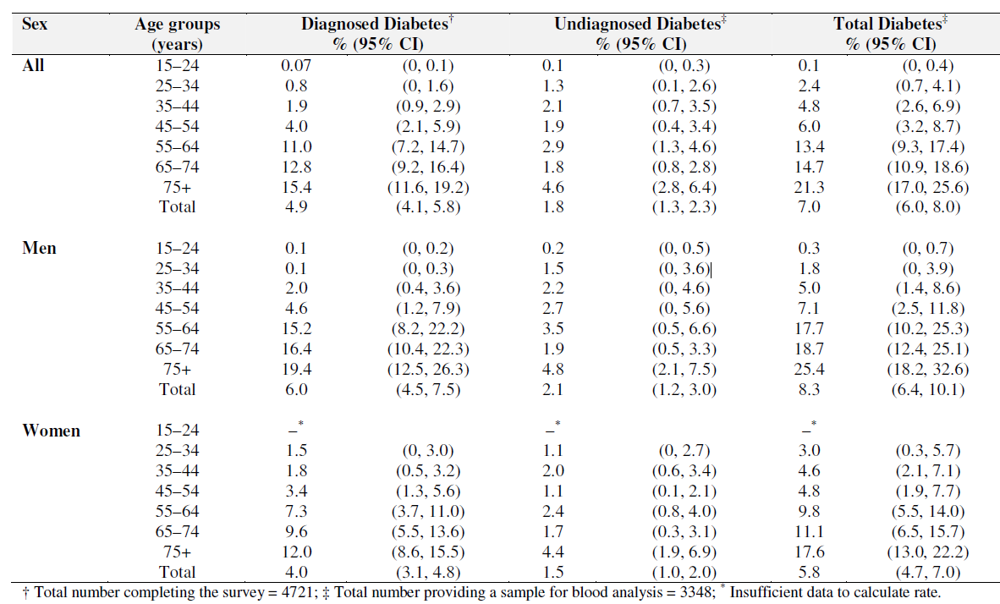 Sex Age groups Diagnosed Diabetes† Undiagnosed Diabetes‡ Total Diabetes‡
(years) % (95% CI) % (95% CI) % (95% CI)
All 15–24 0.07 (0, 0.1) 0.1 (0, 0.3) 0.1 (0, 0.4)
25–34 0.8 (0, 1.6) 1.3 (0.1, 2.6) 2.4 (0.7, 4.1)
35–44 1.9 (0.9, 2.9) 2.1 (0.7, 3.5) 4.8 (2.6, 6.9)
45–54 4.0 (2.1, 5.9) 1.9 (0.4, 3.4) 6.0 (3.2, 8.7)
55–64 11.0 (7.2, 14.7) 2.9 (1.3, 4.6) 13.4 (9.3, 17.4)
65–74 12.8 (9.2, 16.4) 1.8 (0.8, 2.8) 14.7 (10.9, 18.6)
75+ 15.4 (11.6, 19.2) 4.6 (2.8, 6.4) 21.3 (17.0, 25.6)
Total 4.9 (4.1, 5.8) 1.8 (1.3, 2.3) 7.0 (6.0, 8.0)
Men 15–24 0.1 (0, 0.2) 0.2 (0, 0.5) 0.3 (0, 0.7)
25–34 0.1 (0, 0.3) 1.5 (0, 3.6) 1.8 (0, 3.9)
35–44 2.0 (0.4, 3.6) 2.2 (0, 4.6) 5.0 (1.4, 8.6)
45–54 4.6 (1.2, 7.9) 2.7 (0, 5.6) 7.1 (2.5, 11.8)
55–64 15.2 (8.2, 22.2) 3.5 (0.5, 6.6) 17.7 (10.2, 25.3)
65–74 16.4 (10.4, 22.3) 1.9 (0.5, 3.3) 18.7 (12.4, 25.1)
75+ 19.4 (12.5, 26.3) 4.8 (2.1, 7.5) 25.4 (18.2, 32.6)
Total 6.0 (4.5, 7.5) 2.1 (1.2, 3.0) 8.3 (6.4, 10.1)
Women 15–24 –* –* –*
25–34 1.5 (0, 3.0) 1.1 (0, 2.7) 3.0 (0.3, 5.7)
35–44 1.8 (0.5, 3.2) 2.0 (0.6, 3.4) 4.6 (2.1, 7.1)
45–54 3.4 (1.3, 5.6) 1.1 (0.1, 2.1) 4.8 (1.9, 7.7)
55–64 7.3 (3.7, 11.0) 2.4 (0.8, 4.0) 9.8 (5.5, 14.0)
65–74 9.6 (5.5, 13.6) 1.7 (0.3, 3.1) 11.1 (6.5, 15.7)
75+ 12.0 (8.6, 15.5) 4.4 (1.9, 6.9) 17.6 (13.0, 22.2)
Total 4.0 (3.1, 4.8) 1.5 (1.0, 2.0) 5.8 (4.7, 7.0)
† Total number completing the survey = 4721; ‡ Total number providing a sample for blood analysis = 3348; * Insufficient data to calculate rate.